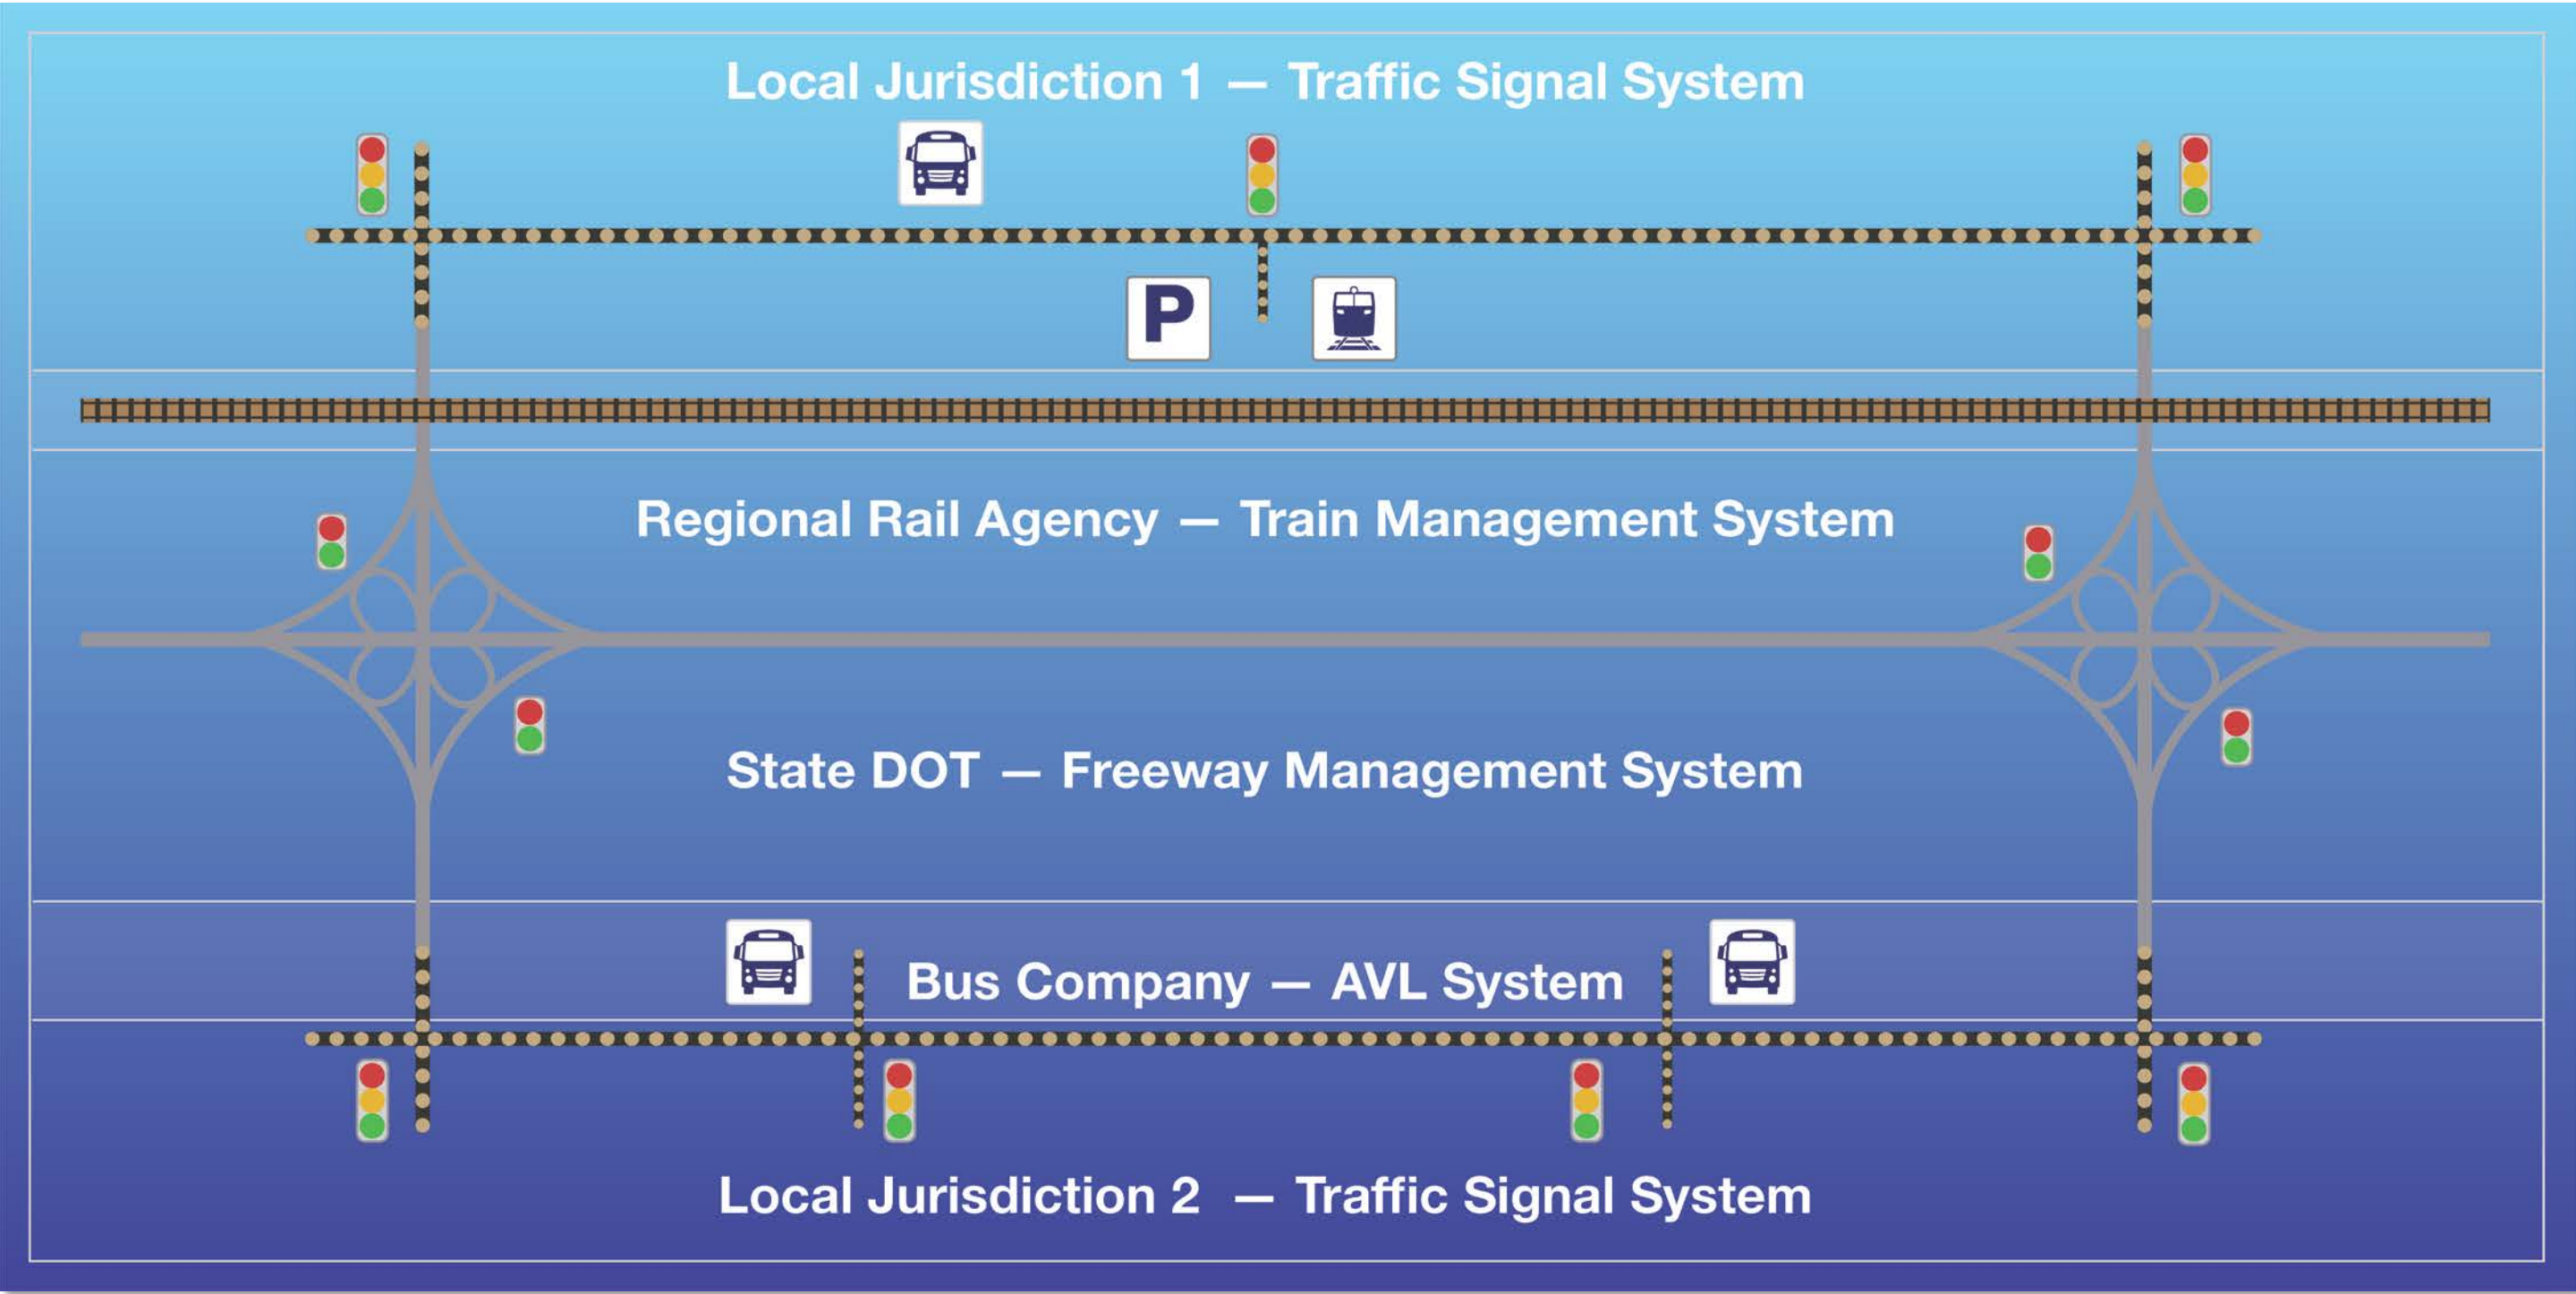 Local Jurisdiction 1 — Traffic Signal System
P
Regional Rail Agency — Train Management System
State DOT — Freeway Management System
Bus Company — AVL System
Local Jurisdiction 2 — Traffic Signal System